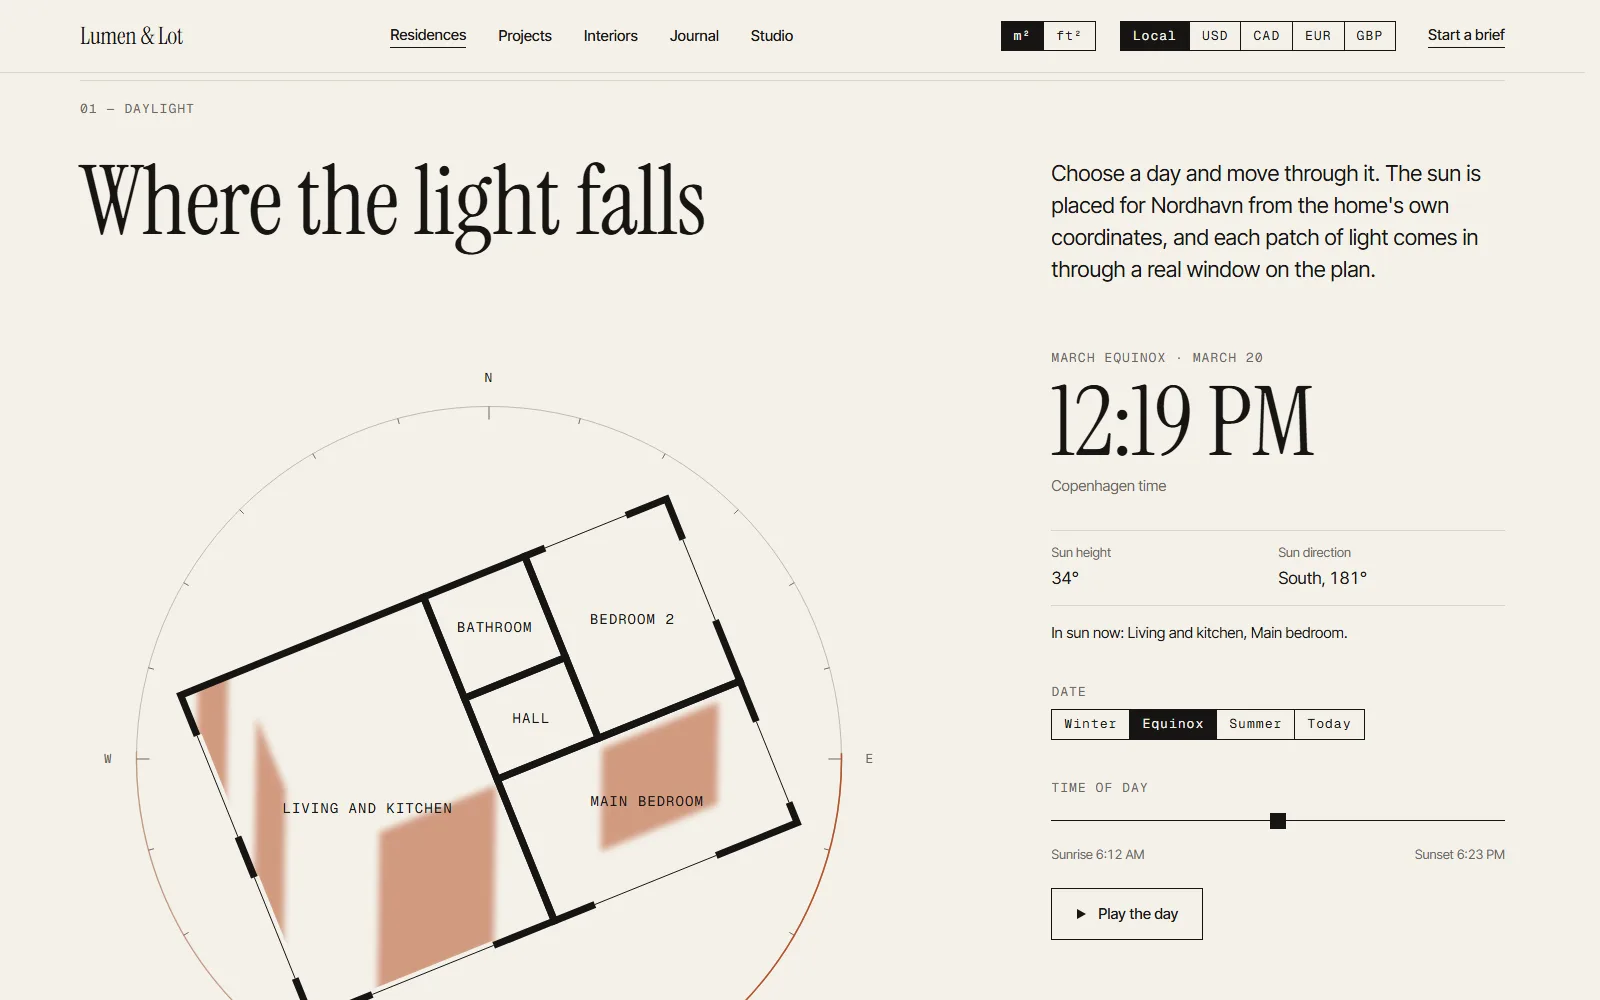 Lumen & Lot
Residences
Projects
Interiors
Journal
Studio
m²
ft²
Local
USD
CAD
EUR
GBP
Start a brief
01 — DAYLIGHT
Where the light falls
Choose a day and move through it. The sun is
placed for Nordhavn from the home's own
coordinates, and each patch of light comes in
through a real window on the plan.
N
W
E
BATHROOM
BEDROOM 2
HALL
LIVING AND KITCHEN
MAIN BEDROOM
MARCH EQUINOX · MARCH 20
12:19 PM
Copenhagen time
Sun height
34°
Sun direction
South, 181°
In sun now: Living and kitchen, Main bedroom.
DATE
Winter
Equinox
Summer
Today
TIME OF DAY
Sunrise 6:12 AM
Sunset 6:23 PM
Play the day